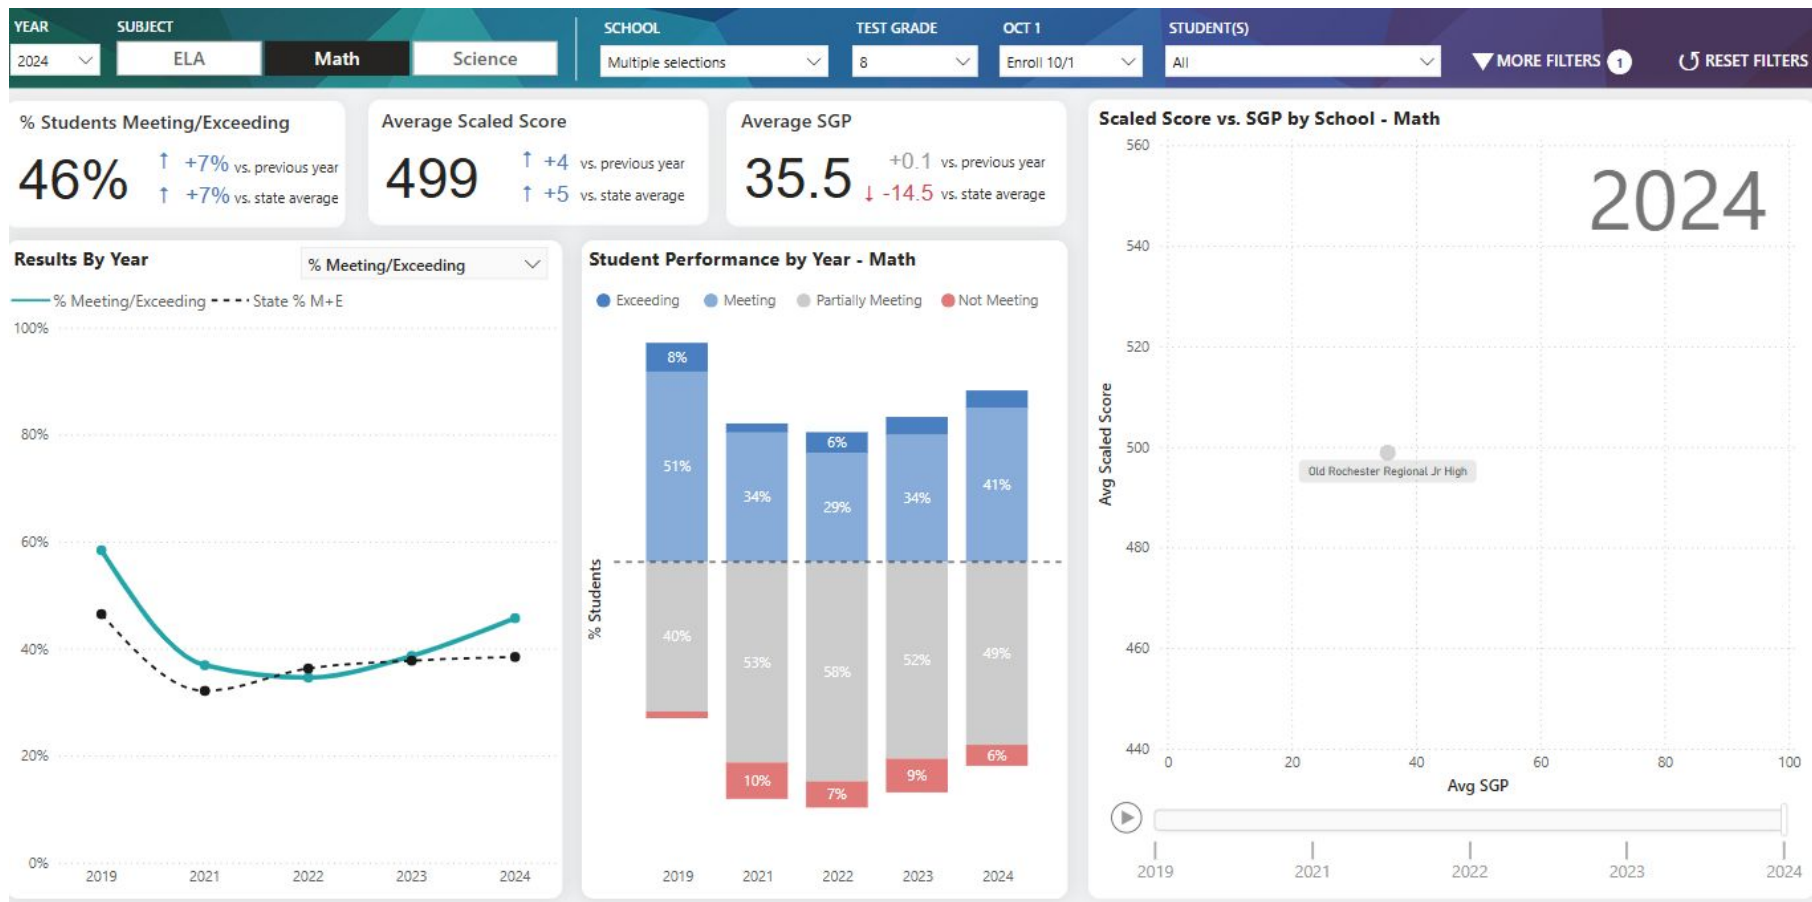 YEAR
SUBJECT
SCHOOL
TEST GRADE
OCT 1
STUDENT(S)
2024
ELA
Math
Science
Multiple selections
8
Enroll 10/1
All
MORE FILTERS 1
RESET FILTERS
% Students Meeting/Exceeding
46%
↑ +7% vs. previous year
↑ +7% vs. state average
Average Scaled Score
499
↑ +4 vs. previous year
↑ +5 vs. state average
Average SGP
35.5
+0.1 vs. previous year
↓ -14.5 vs. state average
Results By Year
% Meeting/Exceeding
% Meeting/Exceeding
State % M+E
100%
80%
60%
40%
20%
0%
2019 2021 2022 2023 2024
Student Performance by Year - Math
Exceeding Meeting Partially Meeting Not Meeting
% Students
8%
51%
40%
34%
53%
10%
6%
29%
58%
7%
34%
52%
9%
41%
49%
6%
2019 2021 2022 2023 2024
Scaled Score vs. SGP by School - Math
2024
Avg Scaled Score
560
540
520
500
480
460
440
Old Rochester Regional Jr High
0 20 40 60 80 100
Avg SGP
2019 2021 2022 2023 2024